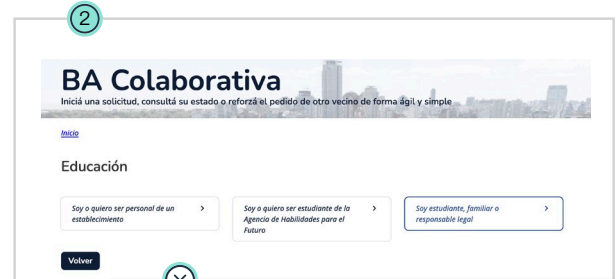 2
BA Colaborativa
Iniciá una solicitud, consultá su estado o reforzá el pedido de otro vecino de forma ágil y simple
Inicio
Educación
Soy o quiero ser personal de un
establecimiento
Soy o quiero ser estudiante de la
Agencia de Habilidades para el
Futuro
Soy estudiante, familiar o
responsable legal
Volver